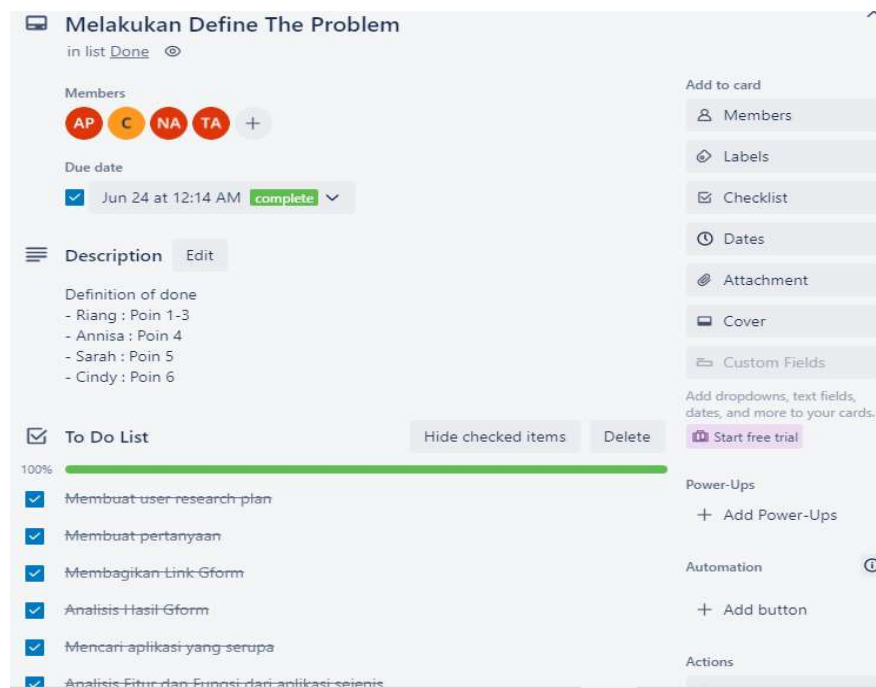 Melakukan Define The Problem
in list Done
Members
AP C NA TA +
Due date
Jun 24 at 12:14 AM complete
Description Edit
Definition of done
- Riang : Poin 1-3
- Annisa : Poin 4
- Sarah : Poin 5
- Cindy : Poin 6
To Do List Hide checked items Delete
100%
Membuat user research plan
Membuat pertanyaan
Membagikan Link Gform
Analisis Hasil Gform
Mencari aplikasi yang serupa
Analisis Fitur dan Fungsi dari aplikasi sejenis
Add to card
Members
Labels
Checklist
Dates
Attachment
Cover
Custom Fields
Add dropdowns, text fields,
dates, and more to your cards.
Start free trial
Power-Ups
+ Add Power-Ups
Automation
+ Add button
Actions